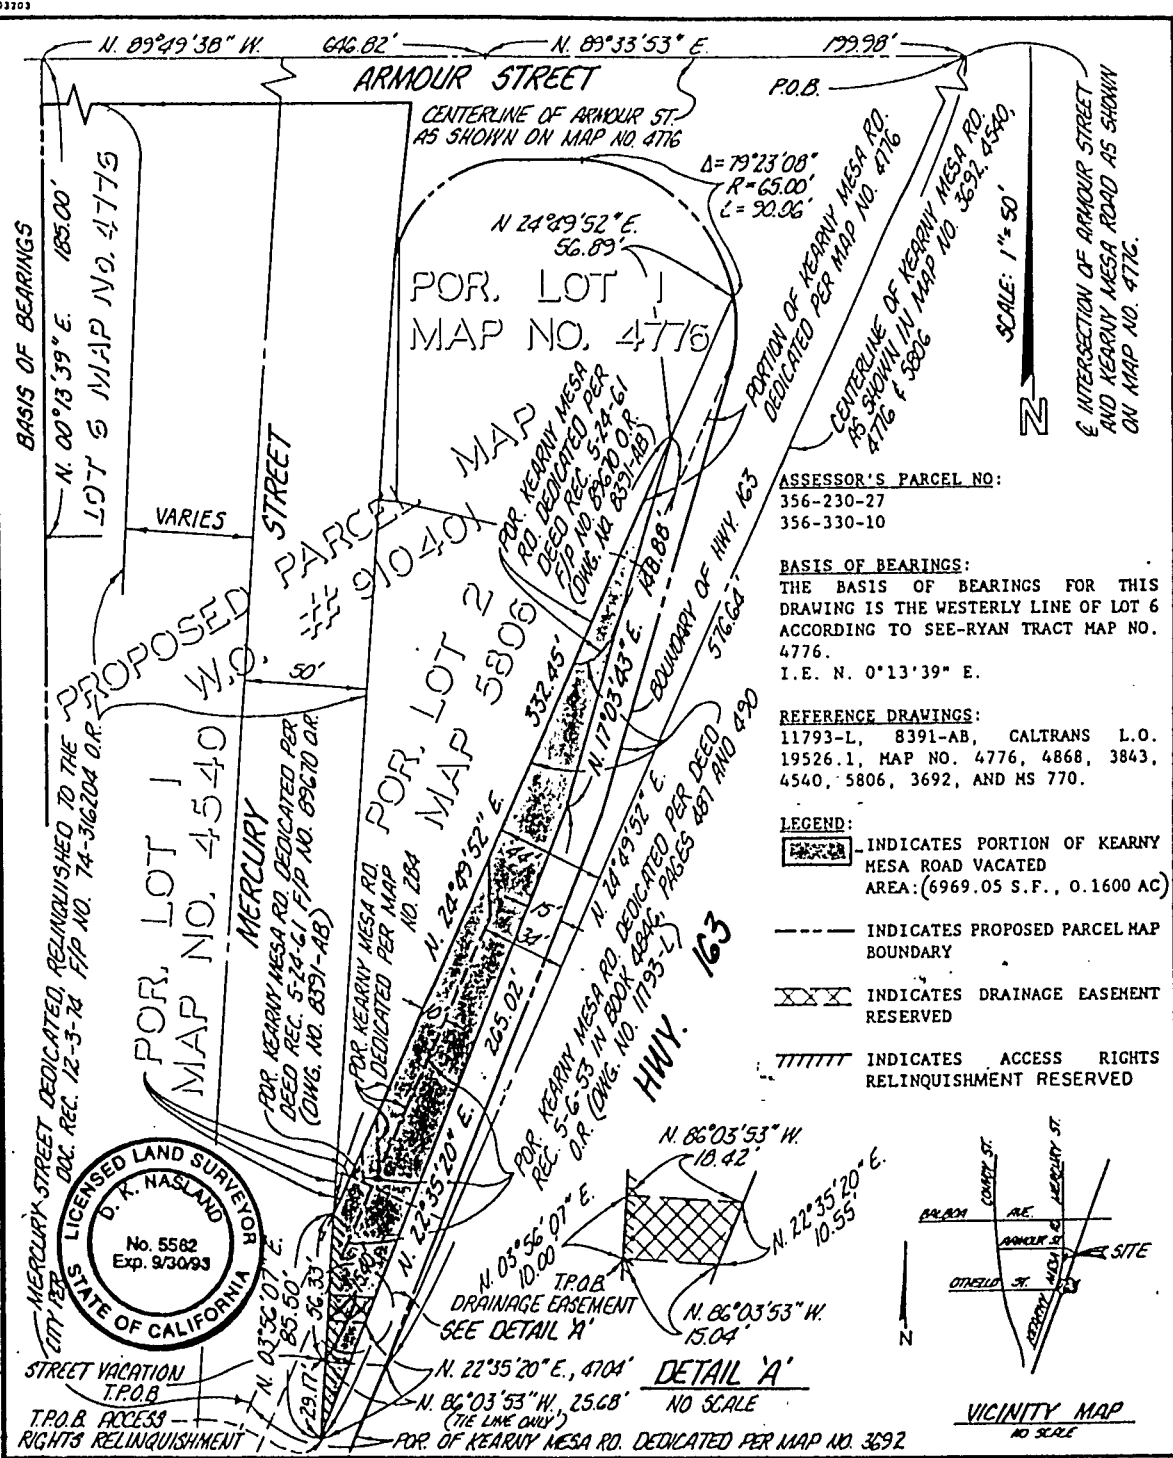 03203
N. 89°49'38" W. 646.82' N. 89°33'53" E. 199.98'
ARMOUR STREET
P.O.B.
CENTERLINE OF ARMOUR ST.
AS SHOWN ON MAP NO. 4776
Δ=79°23'08"
R=65.00'
L=90.06'
N 24°49'52" E.
56.89'
BASIS OF BEARINGS
N. 00°13'39" E. 185.00'
LOT 6 MAP NO. 4776
POR. LOT 1
MAP NO. 4776
PORTION OF KEARNY MESA RD.
DEDICATED PER MAP NO. 4776
CENTERLINE OF KEARNY MESA RD.
AS SHOWN IN MAP NO. 3692, 4540,
4776 & 5806
SCALE: 1"=50'
N
℄ INTERSECTION OF ARMOUR STREET
AND KEARNY MESA ROAD AS SHOWN
ON MAP NO. 4776.
POR. KEARNY MESA
RD. DEDICATED PER
DEED REC. 5-24-61
F/P NO. 89670 O.R.
(DWG. NO. 8391-AB)
VARIES
STREET
MERCURY
PROPOSED PARCEL MAP
W.O. # 910401
50'
POR. LOT 2
MAP 5806
332.45'
148.88'
N. 17°03'43" E.
BOUNDARY OF HWY. 163
576.64'
ASSESSOR'S PARCEL NO:
356-230-27
356-330-10
BASIS OF BEARINGS:
THE BASIS OF BEARINGS FOR THIS
DRAWING IS THE WESTERLY LINE OF LOT 6
ACCORDING TO SEE-RYAN TRACT MAP NO.
4776.
I.E. N. 0°13'39" E.
REFERENCE DRAWINGS:
11793-L, 8391-AB, CALTRANS L.O.
19526.1, MAP NO. 4776, 4868, 3843,
4540, 5806, 3692, AND MS 770.
LEGEND:
INDICATES PORTION OF KEARNY
MESA ROAD VACATED
AREA:(6969.05 S.F., 0.1600 AC)
INDICATES PROPOSED PARCEL MAP
BOUNDARY
INDICATES DRAINAGE EASEMENT
RESERVED
INDICATES ACCESS RIGHTS
RELINQUISHMENT RESERVED
MERCURY STREET DEDICATED, RELINQUISHED TO THE
CITY PER DOC. REC. 12-3-74 F/P NO. 74-316204 O.R.
POR. LOT 1
MAP NO. 4540
POR. KEARNY MESA RD. DEDICATED PER
DEED REC. 5-24-61 F/P NO. 89670 O.R.
(DWG. NO. 8391-AB)
POR. KEARNY MESA RD.
DEDICATED PER MAP
NO. 284
N. 24°49'52" E.
265.02'
N. 22°35'20" E.
N. 24°49'52" E.
POR. KEARNY MESA RD. DEDICATED PER DEED
REC. 5-6-53 IN BOOK 4846, PAGES 487 AND 490
O.R. (DWG. NO. 11793-L)
HWY. 163
LICENSED LAND SURVEYOR
D. K. NASLAND
No. 5562
Exp. 9/30/93
STATE OF CALIFORNIA
N. 03°56'07" E.
85.50'
56.33'
29.17'
STREET VACATION
T.P.O.B
T.P.O.B. ACCESS
RIGHTS RELINQUISHMENT
N. 86°03'53" W.
18.42'
N. 03°56'07" E.
10.00'
N. 22°35'20" E.
10.55'
T.P.O.B.
DRAINAGE EASEMENT
SEE DETAIL 'A'
N. 86°03'53" W.
15.04'
N. 22°35'20" E., 47.04'
N. 86°03'53" W., 25.68'
(TIE LINE ONLY)
DETAIL 'A'
NO SCALE
POR. OF KEARNY MESA RD. DEDICATED PER MAP NO. 3692
CONVOY ST.
MERCURY ST.
BALBOA AVE.
ARMOUR ST
OTHELLO ST.
KEARNY MESA RD
SITE
N
VICINITY MAP
NO SCALE